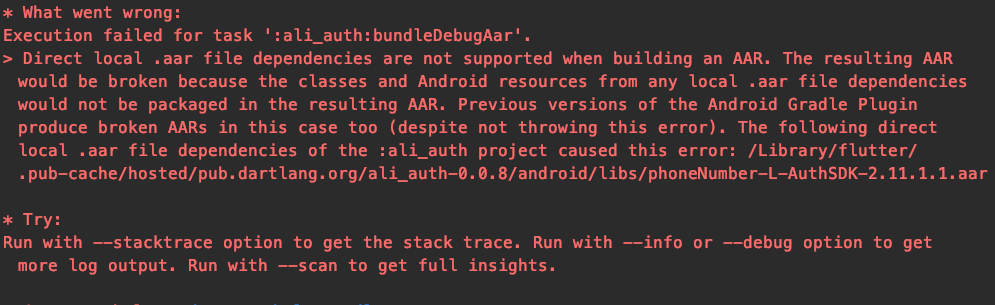 * What went wrong:
Execution failed for task ':ali_auth:bundleDebugAar'.
> Direct local .aar file dependencies are not supported when building an AAR. The resulting AAR
would be broken because the classes and Android resources from any local .aar file dependencies
would not be packaged in the resulting AAR. Previous versions of the Android Gradle Plugin
produce broken AARs in this case too (despite not throwing this error). The following direct
local .aar file dependencies of the :ali_auth project caused this error: /Library/flutter/
.pub-cache/hosted/pub.dartlang.org/ali_auth-0.0.8/android/libs/phoneNumber-L-AuthSDK-2.11.1.1.aar
* Try:
Run with --stacktrace option to get the stack trace. Run with --info or --debug option to get
more log output. Run with --scan to get full insights.